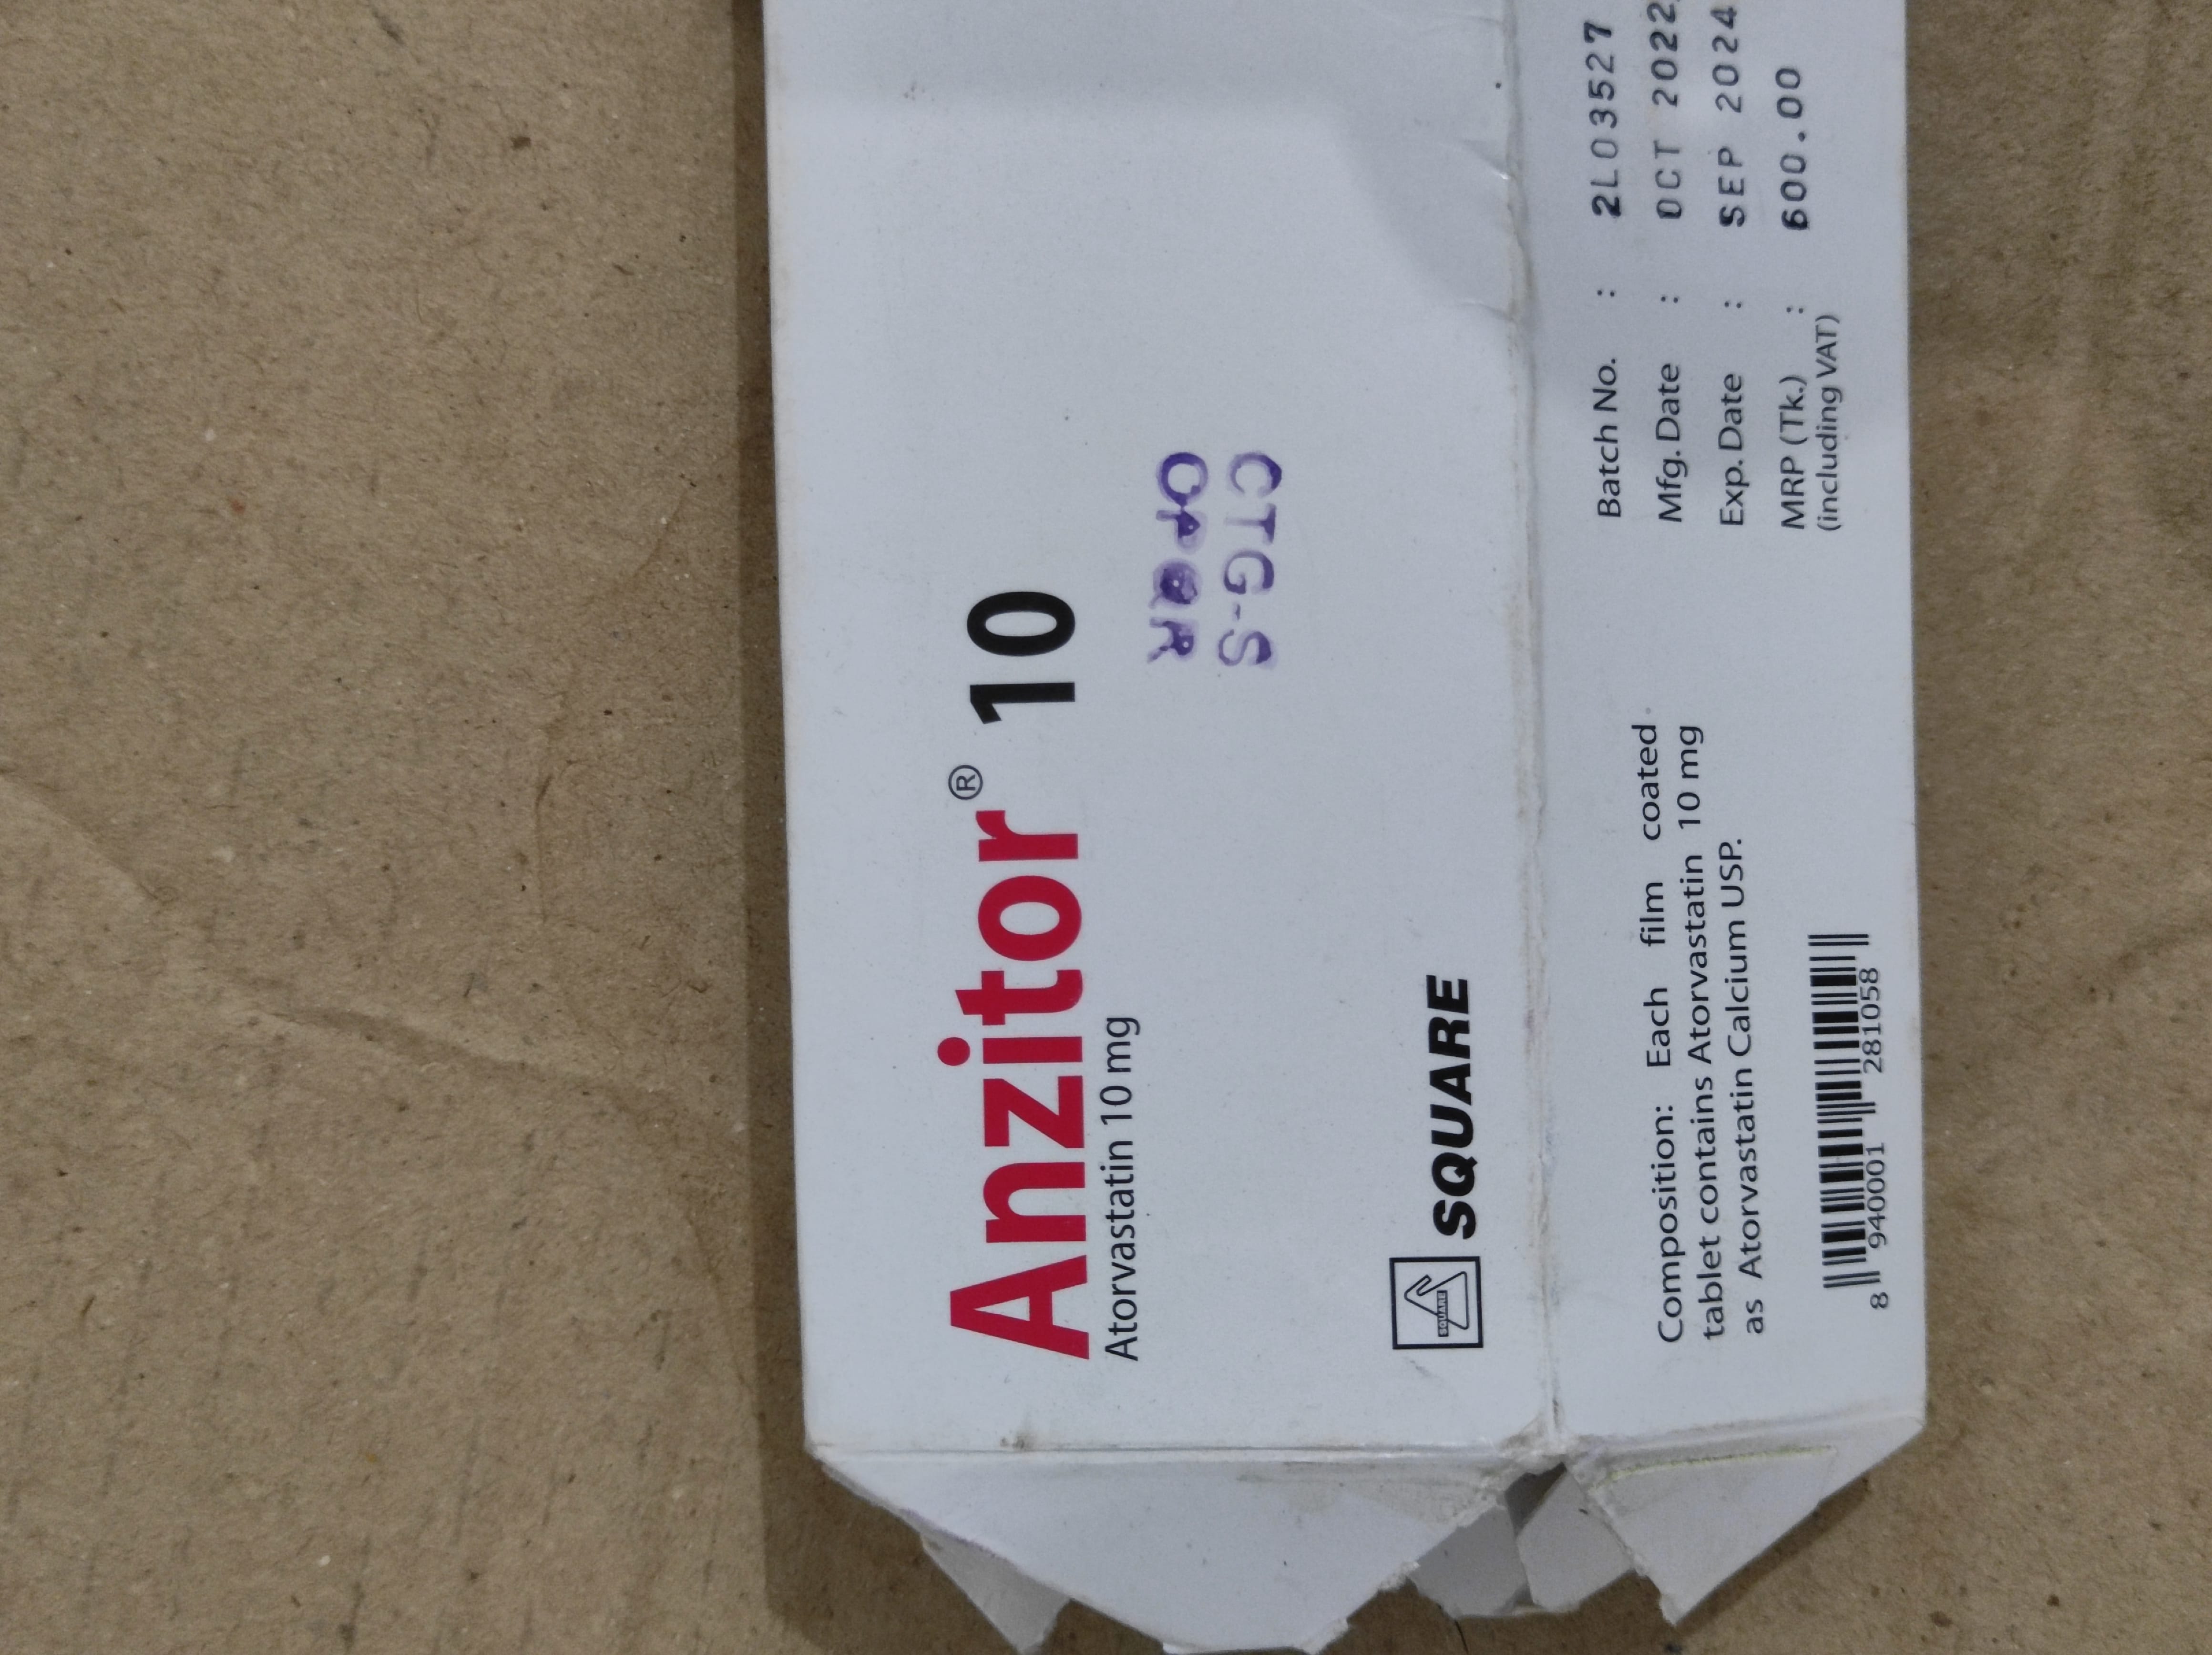 Anzitor® 10
Atorvastatin 10 mg
CTG-S
SQUARE
SQUARE
Composition: Each film coated
tablet contains Atorvastatin 10 mg
as Atorvastatin Calcium USP.
8 940001 281058
Batch No. : 2L03527
Mfg. Date : OCT 2022
Exp. Date : SEP 2024
MRP (Tk.) : 600.00
(including VAT)